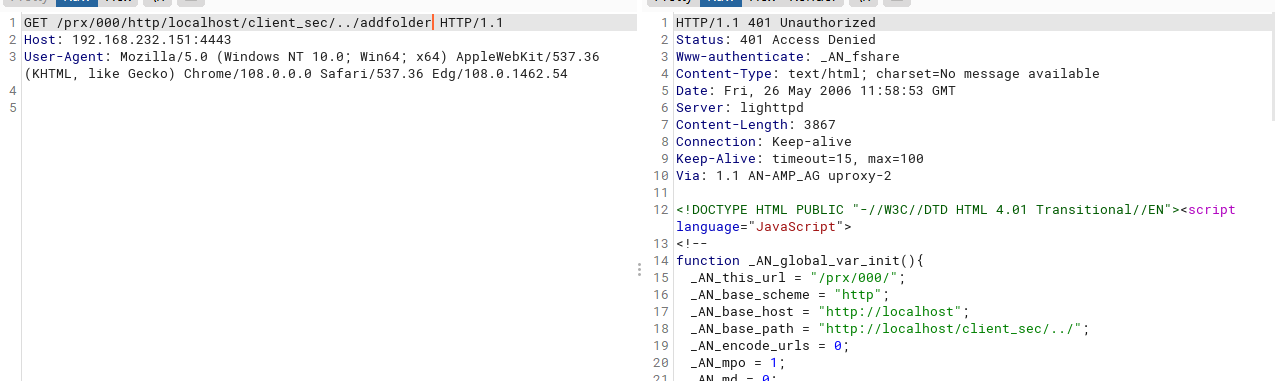 1 GET /prx/000/http/localhost/client_sec/../addfolder HTTP/1.1
2 Host: 192.168.232.151:4443
3 User-Agent: Mozilla/5.0 (Windows NT 10.0; Win64; x64) AppleWebKit/537.36
(KHTML, like Gecko) Chrome/108.0.0.0 Safari/537.36 Edg/108.0.1462.54
4
5
1 HTTP/1.1 401 Unauthorized
2 Status: 401 Access Denied
3 Www-authenticate: _AN_fshare
4 Content-Type: text/html; charset=No message available
5 Date: Fri, 26 May 2006 11:58:53 GMT
6 Server: lighttpd
7 Content-Length: 3867
8 Connection: Keep-alive
9 Keep-Alive: timeout=15, max=100
10 Via: 1.1 AN-AMP_AG uproxy-2
11
12 <!DOCTYPE HTML PUBLIC "-//W3C//DTD HTML 4.01 Transitional//EN"><script
language="JavaScript">
13 <!--
14 function _AN_global_var_init(){
15 _AN_this_url = "/prx/000/";
16 _AN_base_scheme = "http";
17 _AN_base_host = "http://localhost";
18 _AN_base_path = "http://localhost/client_sec/../";
19 _AN_encode_urls = 0;
20 _AN_mpo = 1;
21 _AN_md = 0;